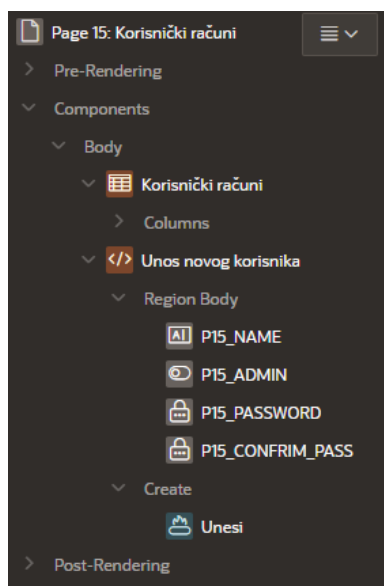 Page 15: Korisnički računi
Pre-Rendering
Components
Body
Korisnički računi
Columns
Unos novog korisnika
Region Body
P15_NAME
P15_ADMIN
P15_PASSWORD
P15_CONFRIM_PASS
Create
Unesi
Post-Rendering